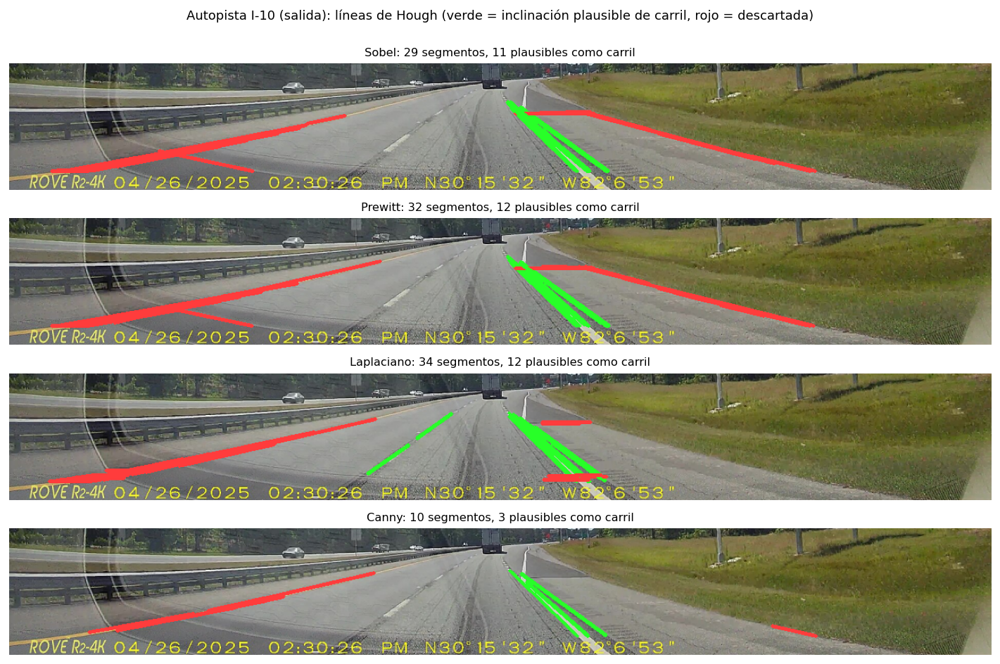 Autopista I-10 (salida): líneas de Hough (verde = inclinación plausible de carril, rojo = descartada)
Sobel: 29 segmentos, 11 plausibles como carril
ROVE R2-4K 04/26/2025 02:30:26 PM N30°15'32" W82°6'53"
Prewitt: 32 segmentos, 12 plausibles como carril
ROVE R2-4K 04/26/2025 02:30:26 PM N30°15'32" W82°6'53"
Laplaciano: 34 segmentos, 12 plausibles como carril
ROVE R2-4K 04/26/2025 02:30:26 PM N30°15'32" W82°6'53"
Canny: 10 segmentos, 3 plausibles como carril
ROVE R2-4K 04/26/2025 02:30:26 PM N30°15'32" W82°6'53"